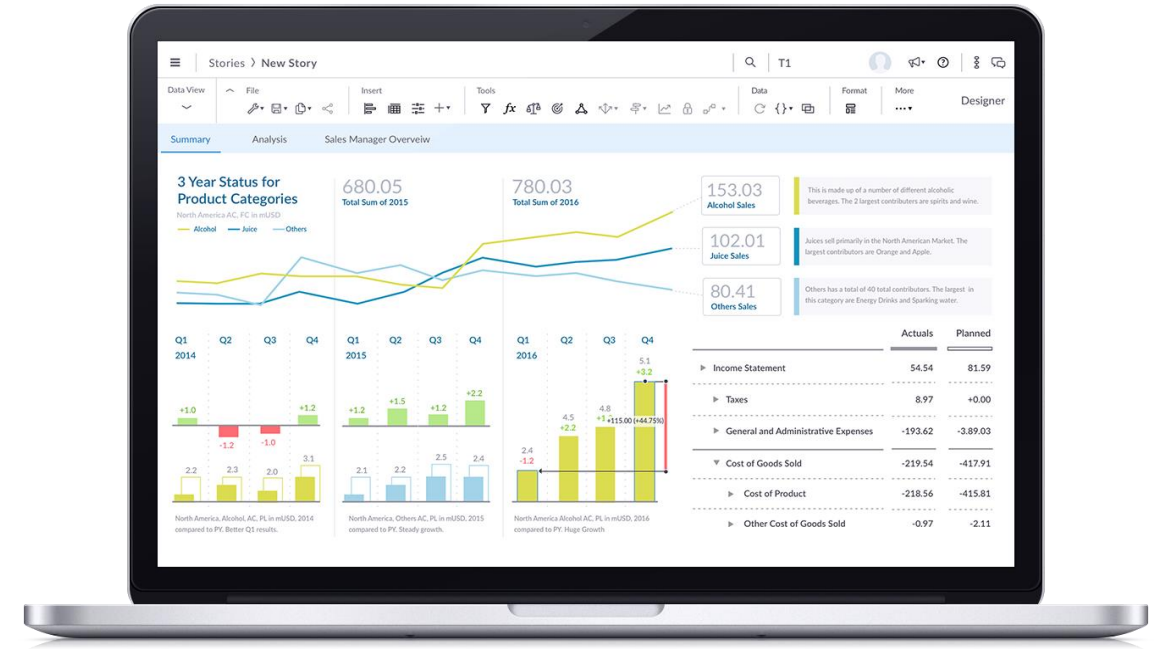 Stories > New Story
T1
Data View
File
Insert
Tools
Data
Format
More
Designer
Summary
Analysis
Sales Manager Overveiw
3 Year Status for
Product Categories
North America AC, FC in mUSD
Alcohol
Juice
Others
680.05
Total Sum of 2015
780.03
Total Sum of 2016
153.03
Alcohol Sales
This is made up of a number of different alcoholic
beverages. The 2 largest contributers are spirits and wine.
102.01
Juice Sales
Juices sell primarily in the North American Market. The
largest contributors are Orange and Apple.
80.41
Others Sales
Others has a total of 40 total contributers. The largest in
this category are Energy Drinks and Sparking water.
Q1 Q2 Q3 Q4
2014
+1.0
-1.2
-1.0
+1.2
2.2
2.3
2.0
3.1
North America, Alcohol, AC, PL in mUSD, 2014
compared to PY. Better Q1 results.
Q1 Q2 Q3 Q4
2015
+1.2
+1.5
+1.2
+2.2
2.1
2.2
2.5
2.4
North America, Others AC, PL in mUSD, 2015
compared to PY. Steady growth.
Q1 Q2 Q3 Q4
2016
2.4
-1.2
4.5
+2.2
4.8
5.1
+3.2
+115.00 (+44.75%)
North America Alcohol AC, PL in mUSD, 2016
compared to PY. Huge Growth
Actuals Planned
Income Statement 54.54 81.59
Taxes 8.97 +0.00
General and Administrative Expenses -193.62 -3.89.03
Cost of Goods Sold -219.54 -417.91
Cost of Product -218.56 -415.81
Other Cost of Goods Sold -0.97 -2.11